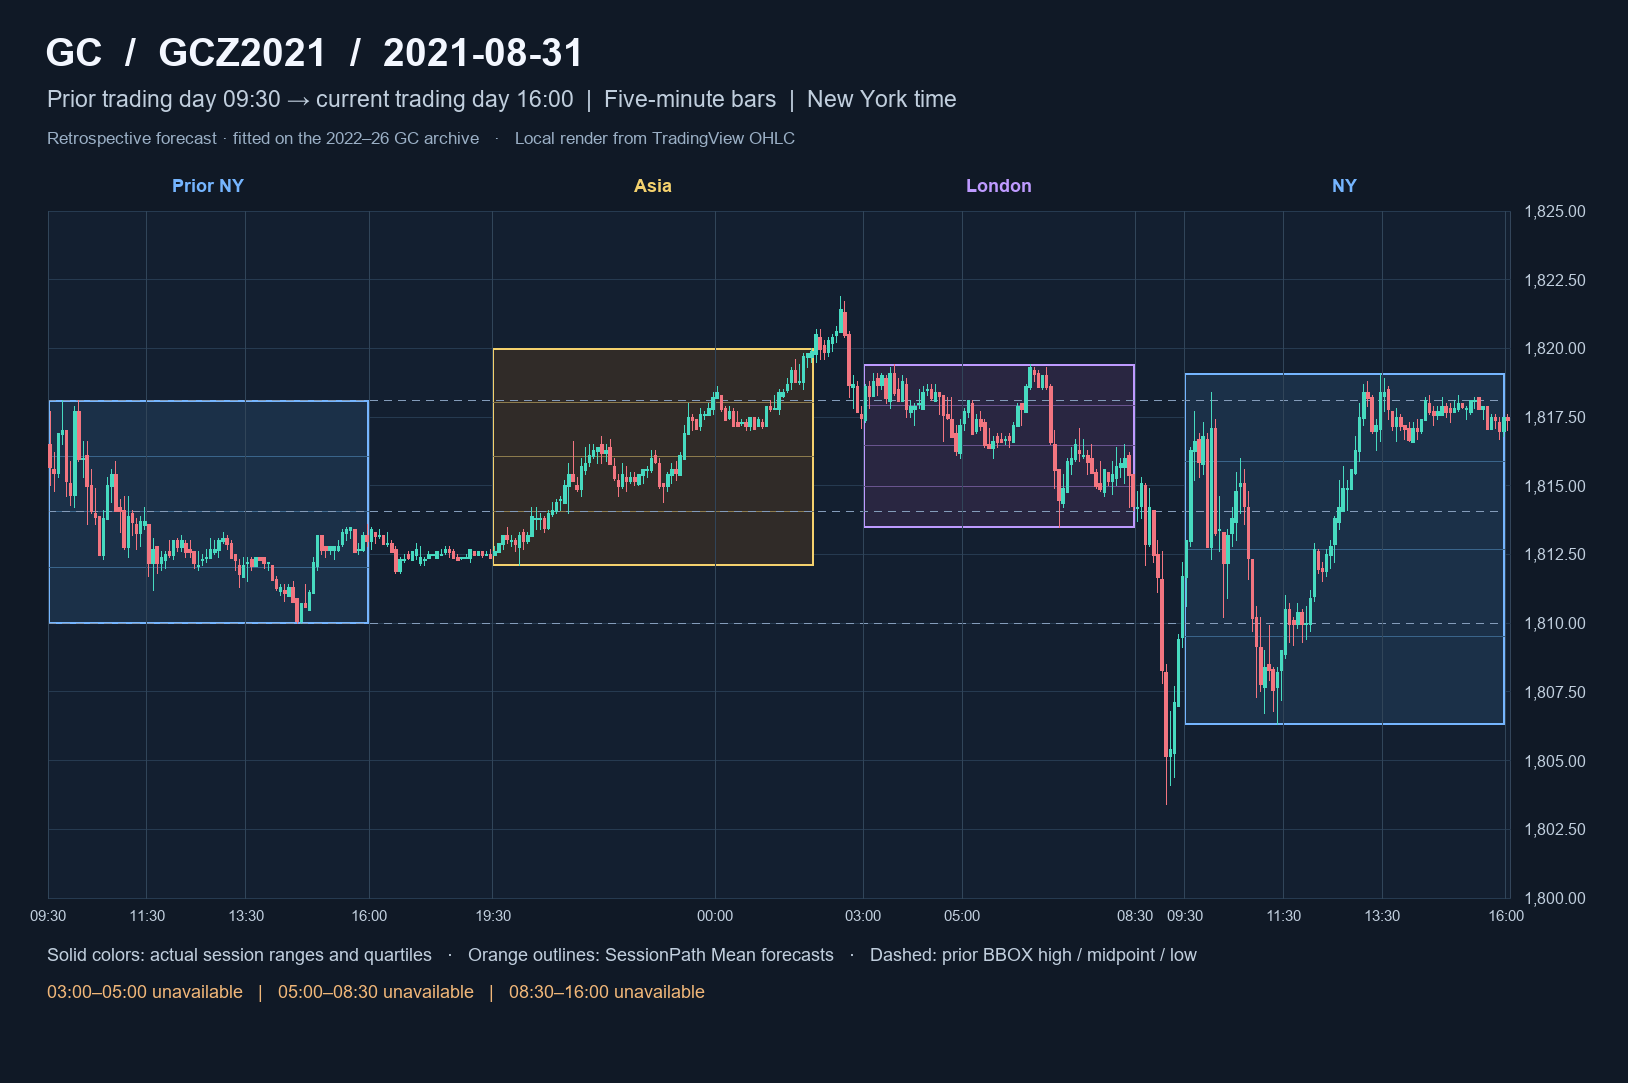 GC / GCZ2021 / 2021-08-31
Prior trading day 09:30 → current trading day 16:00 | Five-minute bars | New York time
Retrospective forecast · fitted on the 2022–26 GC archive · Local render from TradingView OHLC
Prior NY Asia London NY
1,825.00
1,822.50
1,820.00
1,817.50
1,815.00
1,812.50
1,810.00
1,807.50
1,805.00
1,802.50
1,800.00
09:30 11:30 13:30 16:00 19:30 00:00 03:00 05:00 08:30 09:30 11:30 13:30 16:00
Solid colors: actual session ranges and quartiles · Orange outlines: SessionPath Mean forecasts · Dashed: prior BBOX high / midpoint / low
03:00–05:00 unavailable | 05:00–08:30 unavailable | 08:30–16:00 unavailable